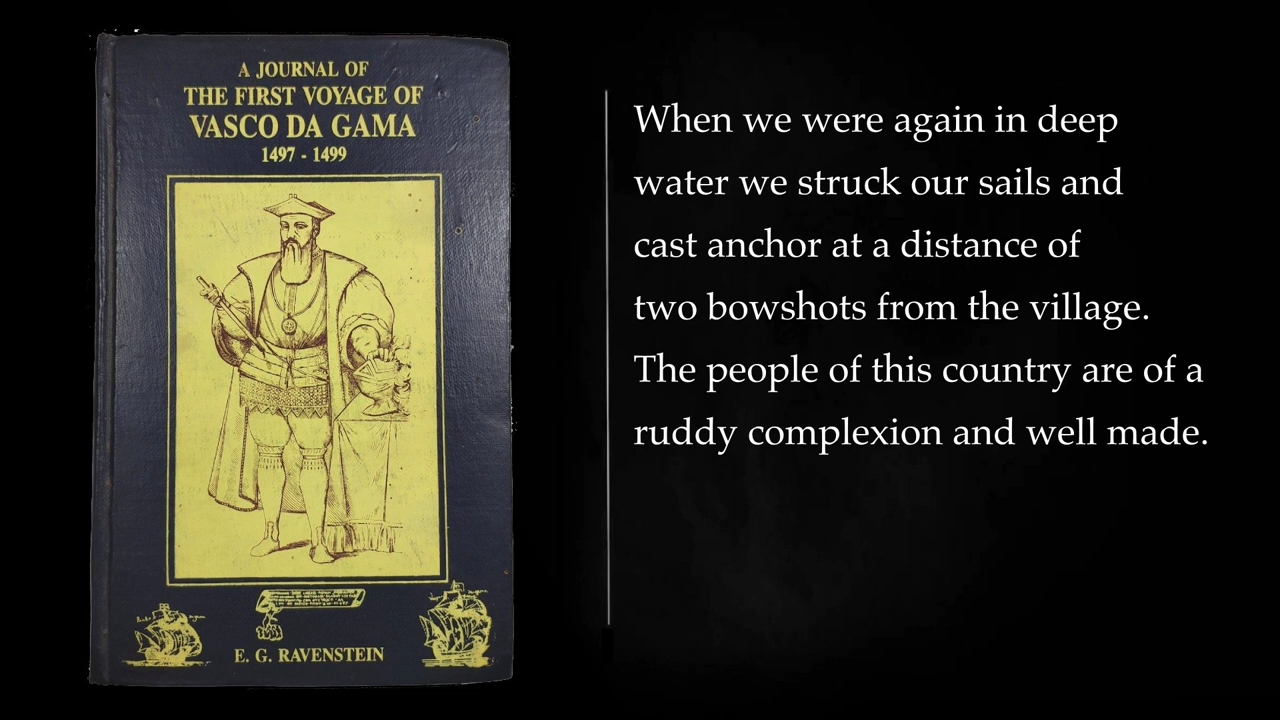 A JOURNAL OF
THE FIRST VOYAGE OF
VASCO DA GAMA
1497 - 1499
E. G. RAVENSTEIN
When we were again in deep
water we struck our sails and
cast anchor at a distance of
two bowshots from the village.
The people of this country are of a
ruddy complexion and well made.